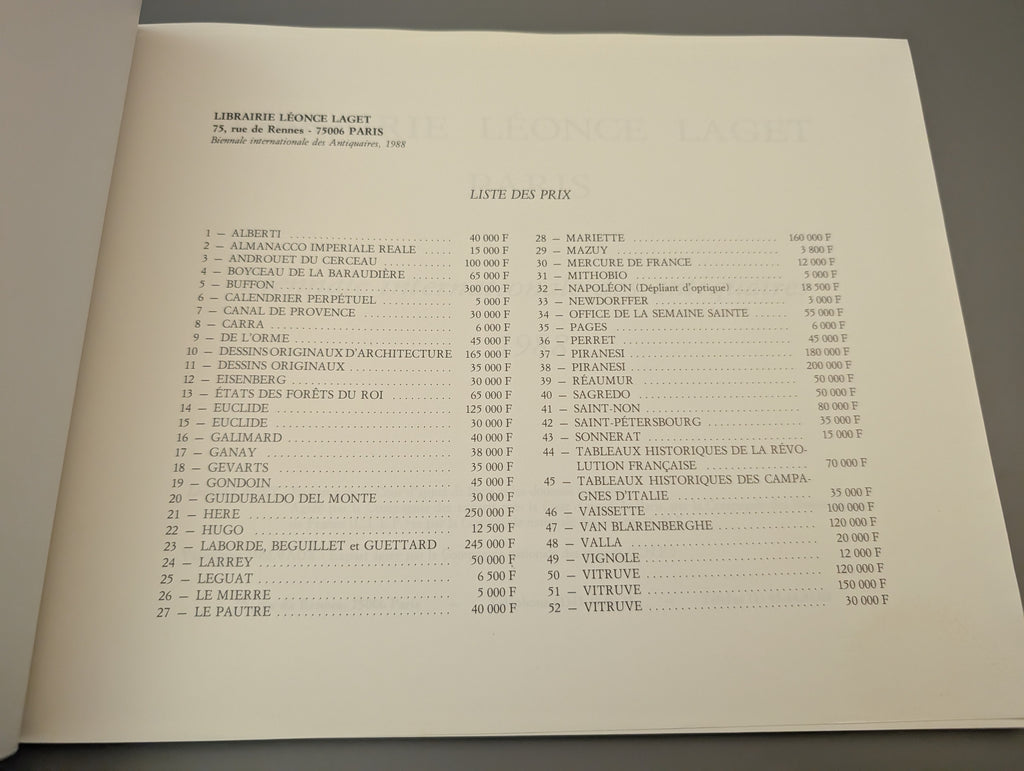 LIBRAIRIE LÉONCE LAGET
75, rue de Rennes - 75006 PARIS
Biennale internationale des Antiquaires, 1988
LISTE DES PRIX
1 – ALBERTI 40 000 F
2 – ALMANACCO IMPERIALE REALE 15 000 F
3 – ANDROUET DU CERCEAU 100 000 F
4 – BOYCEAU DE LA BARAUDIÈRE 65 000 F
5 – BUFFON 300 000 F
6 – CALENDRIER PERPÉTUEL 5 000 F
7 – CANAL DE PROVENCE 30 000 F
8 – CARRA 6 000 F
9 – DE L'ORME 45 000 F
10 – DESSINS ORIGINAUX D'ARCHITECTURE 165 000 F
11 – DESSINS ORIGINAUX 35 000 F
12 – EISENBERG 30 000 F
13 – ÉTATS DES FORÊTS DU ROI 65 000 F
14 – EUCLIDE 125 000 F
15 – EUCLIDE 30 000 F
16 – GALIMARD 40 000 F
17 – GANAY 38 000 F
18 – GEVARTS 35 000 F
19 – GONDOIN 45 000 F
20 – GUIDUBALDO DEL MONTE 30 000 F
21 – HERE 250 000 F
22 – HUGO 12 500 F
23 – LABORDE, BEGUILLET et GUETTARD 245 000 F
24 – LARREY 50 000 F
25 – LEGUAT 6 500 F
26 – LE MIERRE 5 000 F
27 – LE PAUTRE 40 000 F
28 – MARIETTE 160 000 F
29 – MAZUY 3 800 F
30 – MERCURE DE FRANCE 12 000 F
31 – MITHOBIO 5 000 F
32 – NAPOLÉON (Dépliant d'optique) 18 500 F
33 – NEWDORFFER 3 000 F
34 – OFFICE DE LA SEMAINE SAINTE 55 000 F
35 – PAGES 6 000 F
36 – PERRET 45 000 F
37 – PIRANESI 180 000 F
38 – PIRANESI 200 000 F
39 – RÉAUMUR 50 000 F
40 – SAGREDO 50 000 F
41 – SAINT-NON 80 000 F
42 – SAINT-PÉTERSBOURG 35 000 F
43 – SONNERAT 15 000 F
44 – TABLEAUX HISTORIQUES DE LA RÉVO-
LUTION FRANÇAISE 70 000 F
45 – TABLEAUX HISTORIQUES DES CAMPA-
GNES D'ITALIE 35 000 F
46 – VAISSETTE 100 000 F
47 – VAN BLARENBERGHE 120 000 F
48 – VALLA 20 000 F
49 – VIGNOLE 12 000 F
50 – VITRUVE 120 000 F
51 – VITRUVE 150 000 F
52 – VITRUVE 30 000 F